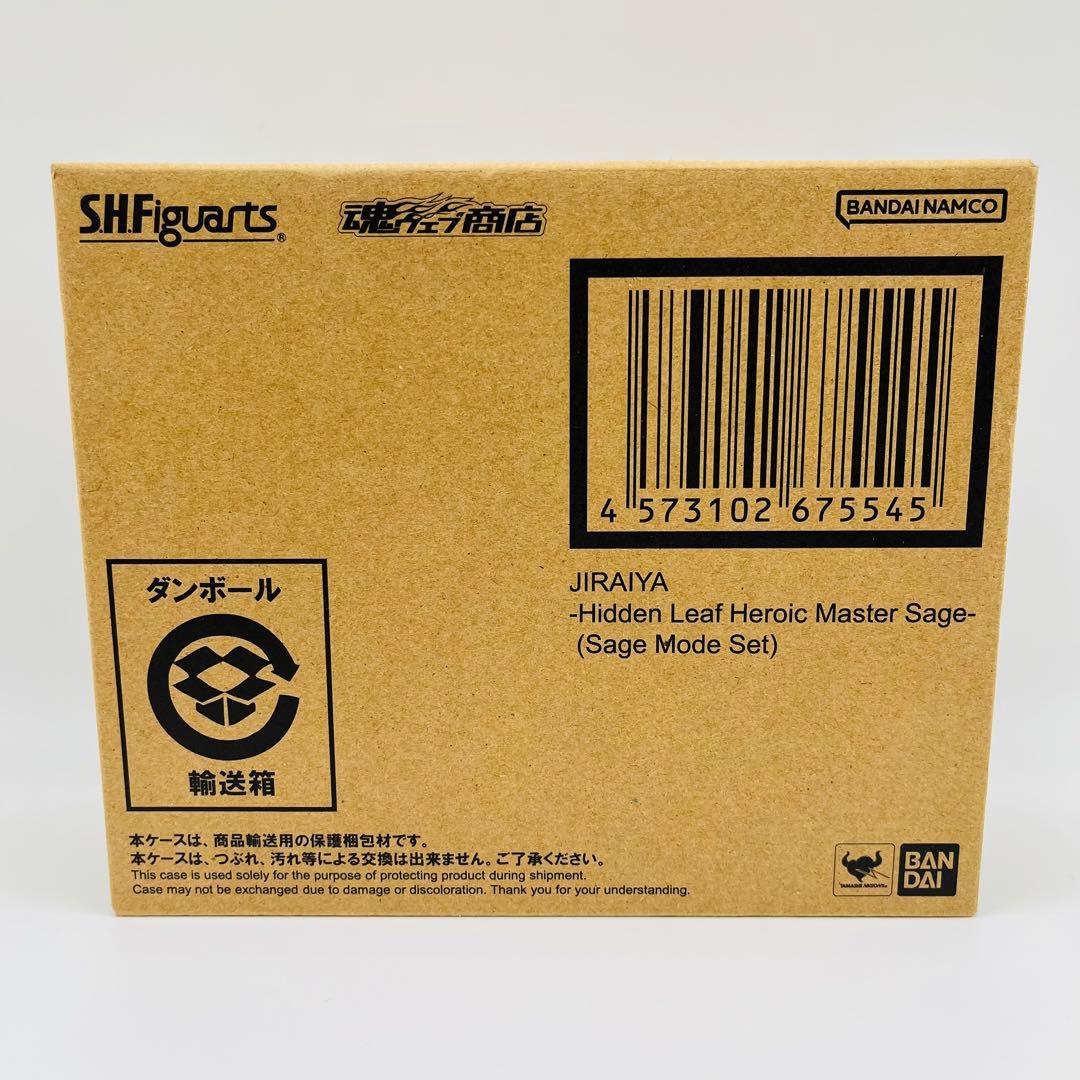 S.H.Figuarts®
魂ウェブ商店
BANDAI NAMCO
4 573102 675545
JIRAIYA
-Hidden Leaf Heroic Master Sage-
(Sage Mode Set)
ダンボール
輸送箱
本ケースは、商品輸送用の保護梱包材です。
本ケースは、つぶれ、汚れ等による交換は出来ません。ご了承ください。
This case is used solely for the purpose of protecting product during shipment.
Case may not be exchanged due to damage or discoloration. Thank you for your understanding.
TAMASHII NATIONS
BAN
DAI